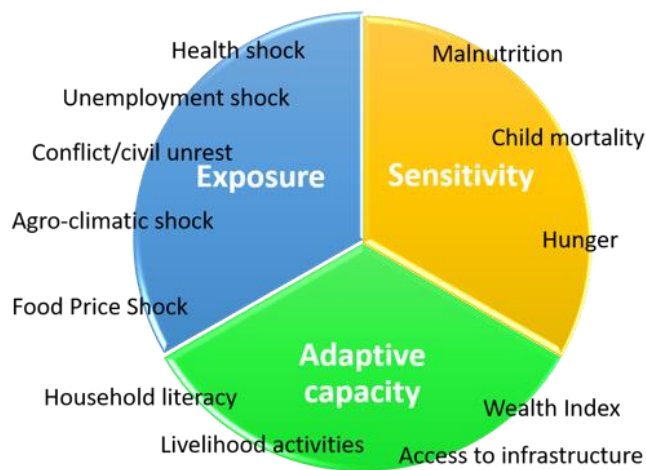 Health shock
Unemployment shock
Conflict/civil unrest
Agro-climatic shock
Food Price Shock
Exposure
Malnutrition
Child mortality
Hunger
Sensitivity
Adaptive
capacity
Household literacy
Livelihood activities
Wealth Index
Access to infrastructure